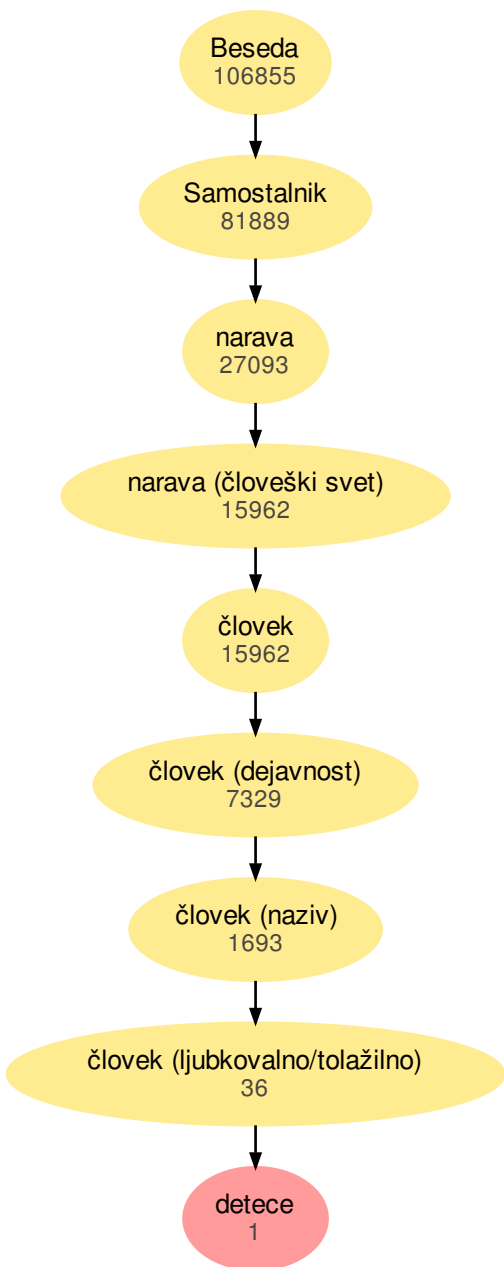 Beseda
106855
Samostalnik
81889
narava
27093
narava (človeški svet)
15962
človek
15962
človek (dejavnost)
7329
človek (naziv)
1693
človek (ljubkovalno/tolažilno)
36
detece
1